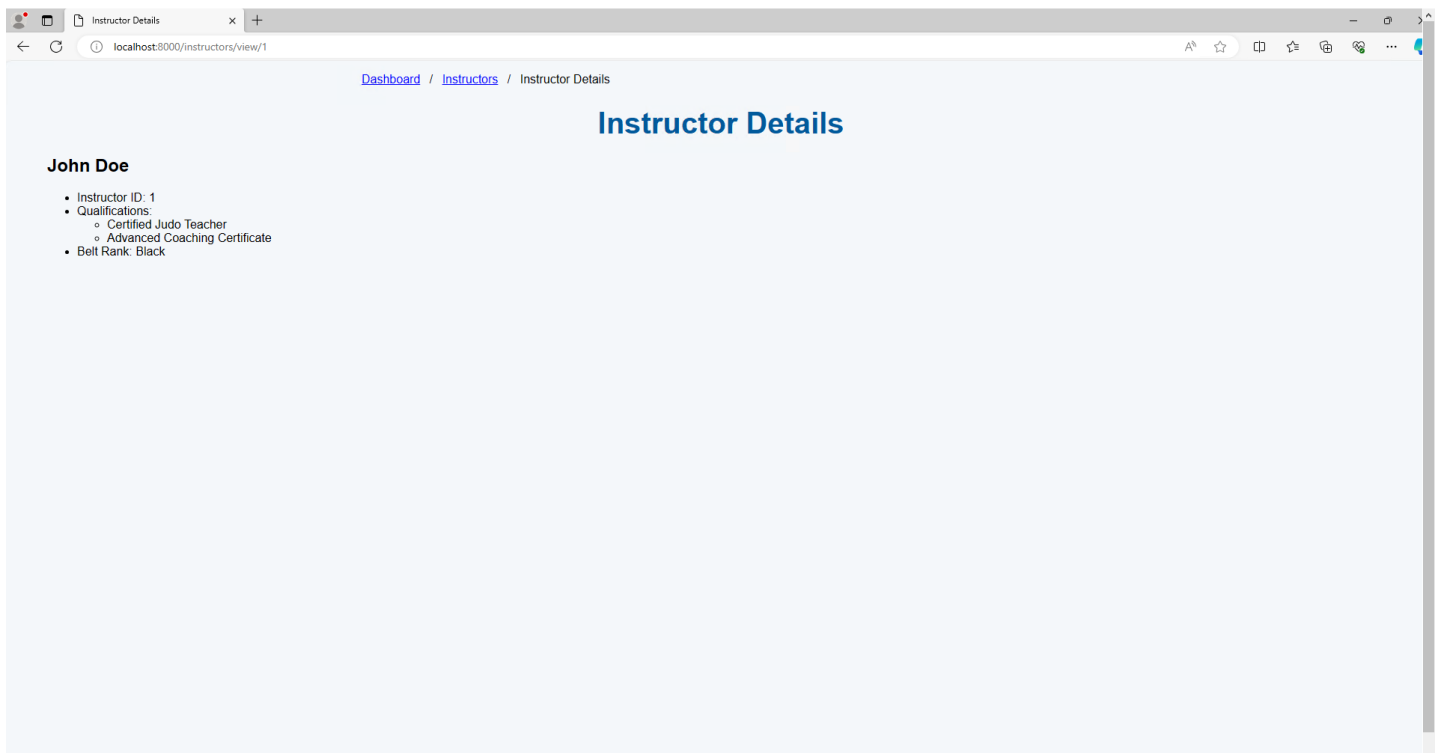 Instructor Details
localhost:8000/instructors/view/1
Dashboard / Instructors / Instructor Details
Instructor Details
John Doe
Instructor ID: 1
Qualifications:
Certified Judo Teacher
Advanced Coaching Certificate
Belt Rank: Black